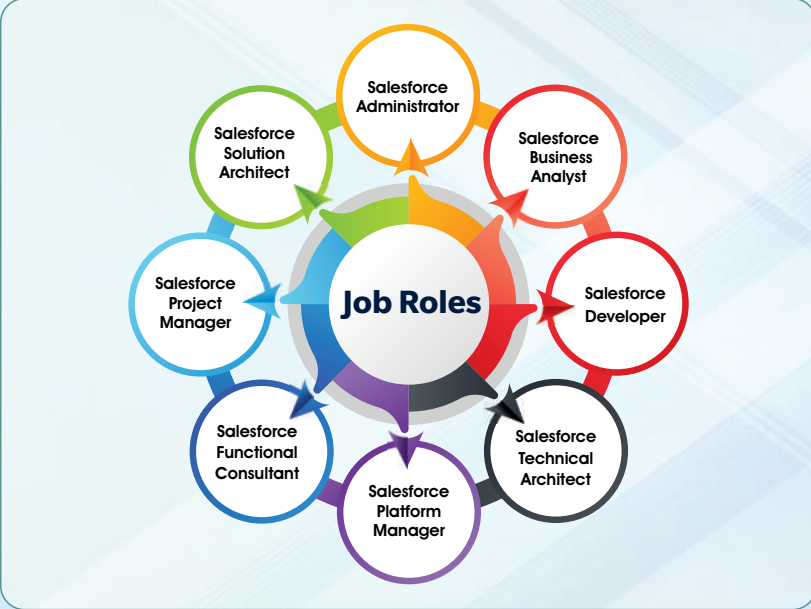 Salesforce
Administrator
Salesforce
Business
Analyst
Salesforce
Developer
Salesforce
Technical
Architect
Salesforce
Platform
Manager
Salesforce
Functional
Consultant
Salesforce
Project
Manager
Salesforce
Solution
Architect
Job Roles